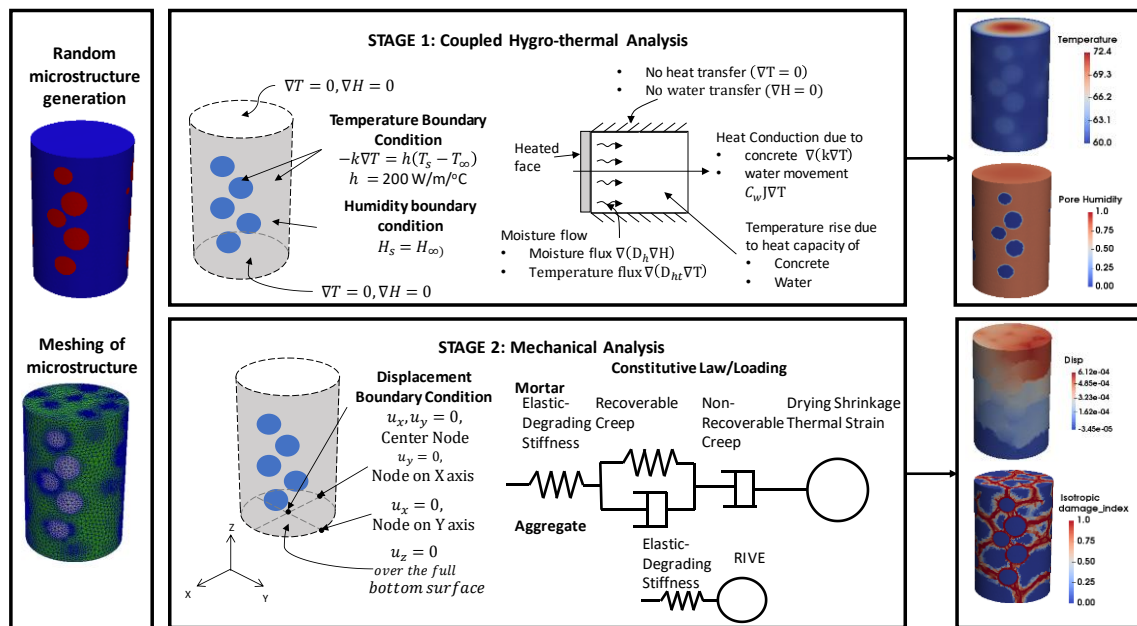 Random
microstructure
generation
Meshing of
microstructure
STAGE 1: Coupled Hygro-thermal Analysis
∇T = 0, ∇H = 0
Temperature Boundary
Condition
−k∇T = h(T_s − T_∞)
h = 200 W/m/°C
Humidity boundary
condition
H_s = H_∞)
∇T = 0, ∇H = 0
• No heat transfer (∇T = 0)
• No water transfer (∇H = 0)
Heated
face
Heat Conduction due to
• concrete ∇(k∇T)
• water movement
C_wJ∇T
Moisture flow
• Moisture flux ∇(D_h∇H)
• Temperature flux ∇(D_ht∇T)
Temperature rise due
to heat capacity of
• Concrete
• Water
Temperature
72.4
69.3
66.2
63.1
60.0
Pore Humidity
1.0
0.75
0.50
0.25
0.00
STAGE 2: Mechanical Analysis
Displacement
Boundary Condition
u_x, u_y = 0,
Center Node
u_y = 0,
Node on X axis
u_x = 0,
Node on Y axis
u_z = 0
over the full
bottom surface
Z
X
Y
Constitutive Law/Loading
Mortar
Elastic-
Degrading
Stiffness
Recoverable
Creep
Non-
Recoverable
Creep
Drying Shrinkage
Thermal Strain
Aggregate
Elastic-
Degrading
Stiffness
RIVE
Disp
6.12e-04
4.85e-04
3.23e-04
1.62e-04
-3.45e-05
Isotropic
damage_index
1.0
0.75
0.50
0.25
0.00